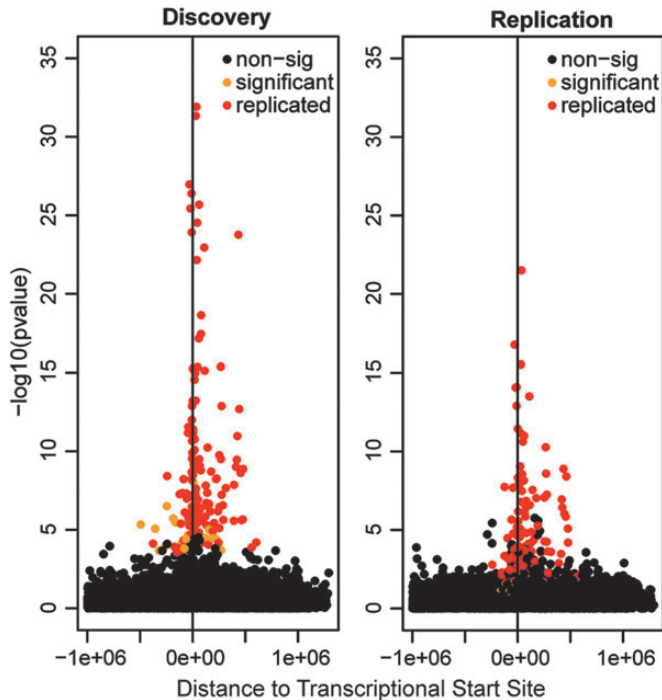 Discovery
Replication
non−sig
significant
replicated
non−sig
significant
replicated
−log10(pvalue)
35
30
25
20
15
10
5
0
35
30
25
20
15
10
5
0
−1e+06 0e+00 1e+06
−1e+06 0e+00 1e+06
Distance to Transcriptional Start Site